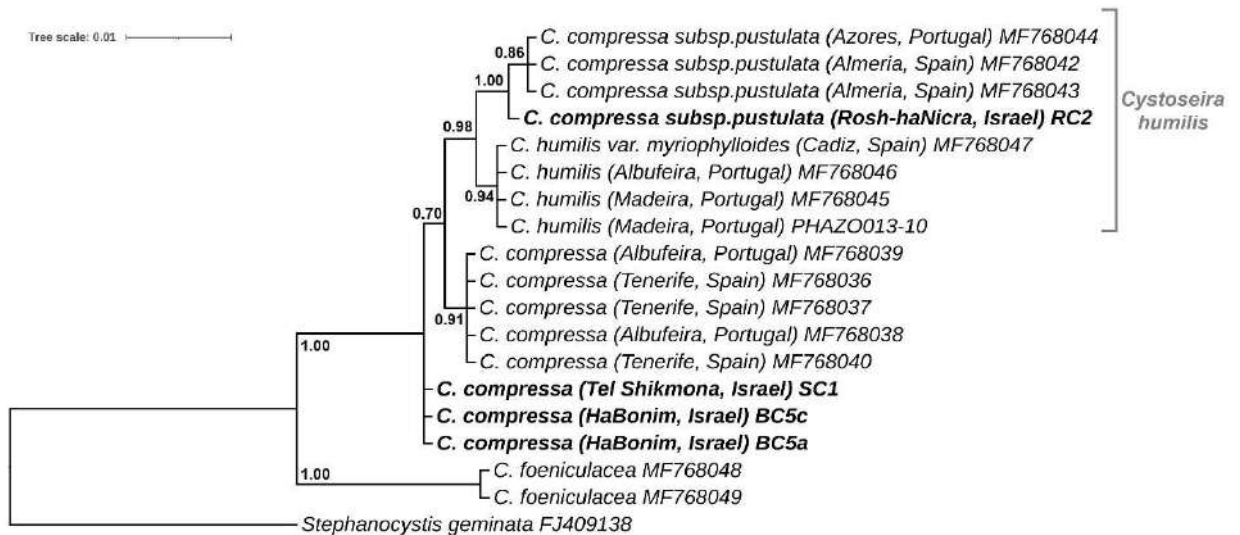 Tree scale: 0.01
C. compressa subsp.pustulata (Azores, Portugal) MF768044
0.86
C. compressa subsp.pustulata (Almeria, Spain) MF768042
1.00
C. compressa subsp.pustulata (Almeria, Spain) MF768043
C. compressa subsp.pustulata (Rosh-haNicra, Israel) RC2
Cystoseira
humilis
0.98
C. humilis var. myriophylloides (Cadiz, Spain) MF768047
C. humilis (Albufeira, Portugal) MF768046
0.94
C. humilis (Madeira, Portugal) MF768045
0.70
C. humilis (Madeira, Portugal) PHAZO013-10
C. compressa (Albufeira, Portugal) MF768039
C. compressa (Tenerife, Spain) MF768036
C. compressa (Tenerife, Spain) MF768037
0.91
C. compressa (Albufeira, Portugal) MF768038
1.00
C. compressa (Tenerife, Spain) MF768040
C. compressa (Tel Shikmona, Israel) SC1
C. compressa (HaBonim, Israel) BC5c
C. compressa (HaBonim, Israel) BC5a
1.00
C. foeniculacea MF768048
C. foeniculacea MF768049
Stephanocystis geminata FJ409138